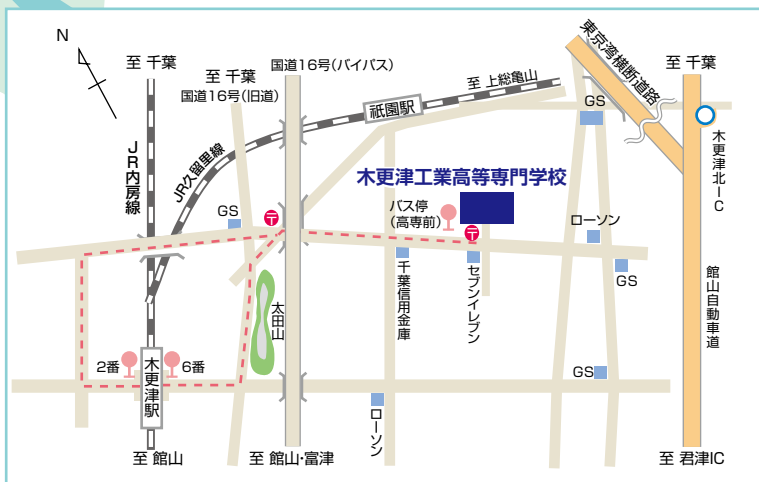 N
至 千葉
至 千葉
国道16号(旧道)
国道16号(バイパス)
至 上総亀山
東京湾横断道路
至 千葉
GS
祇園駅
JR内房線
JR久留里線
木更津工業高等専門学校
木更津北IC
バス停
(高専前)
GS
〒
〒
ローソン
千葉信用金庫
セブンイレブン
GS
館山自動車道
太田山
2番
木更津駅
6番
GS
ローソン
至 館山
至 館山・富津
至 君津IC